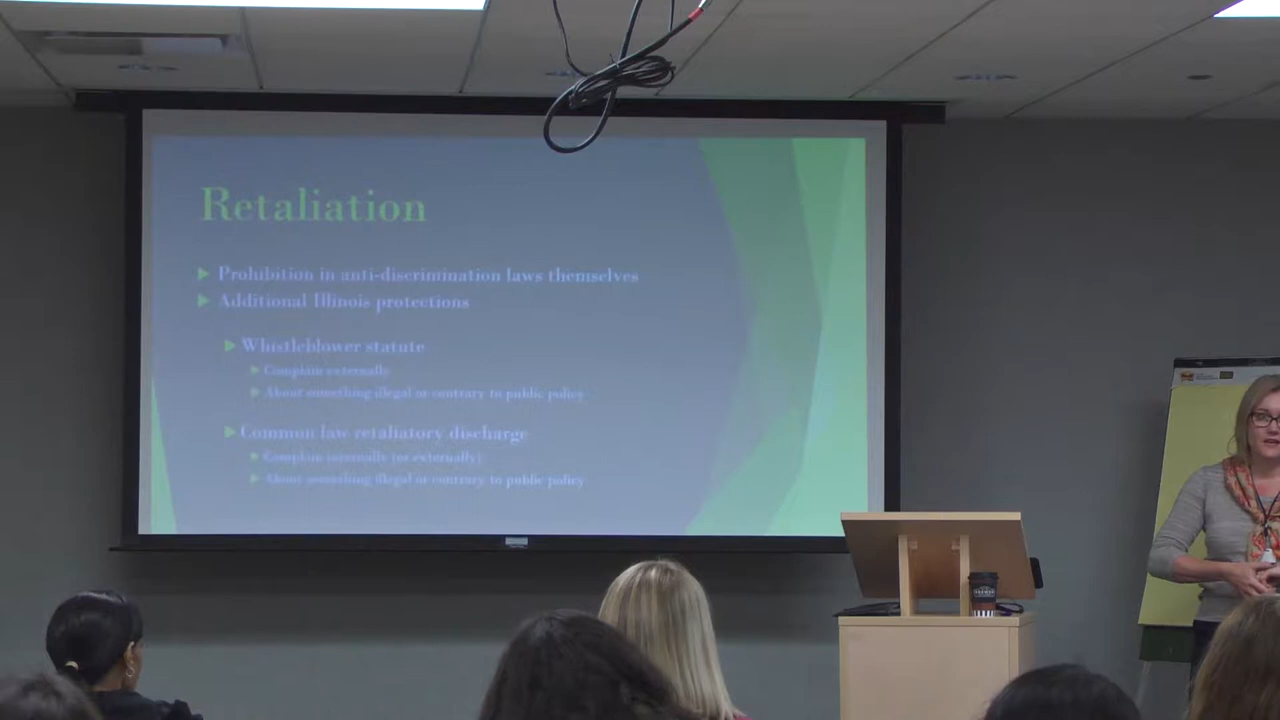 Retaliation
Prohibition in anti-discrimination laws themselves
Additional Illinois protections
Whistleblower statute
Complain externally
About something illegal or contrary to public policy
Common law retaliatory discharge
Complain internally (or externally)
About something illegal or contrary to public policy